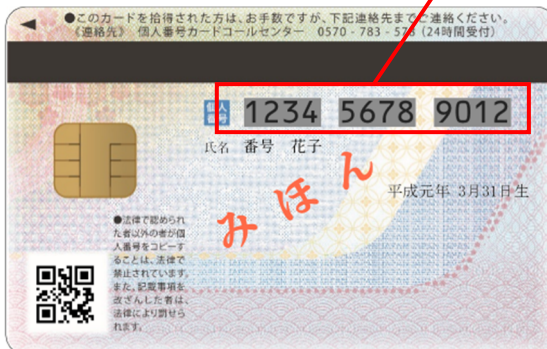 ●このカードを拾得された方は、お手数ですが、下記連絡先までご連絡ください。
《連絡先》 個人番号カードコールセンター 0570 - 783 - 578 (24時間受付)
個人番号 1234 5678 9012
氏名 番号 花子
平成元年 3月31日生
みほん
●法律で認められ
た者以外の者が個
人番号をコピーす
ることは、法律で
禁止されています。
また、記載事項を
改ざんした者は、
法律により罰せら
れます。